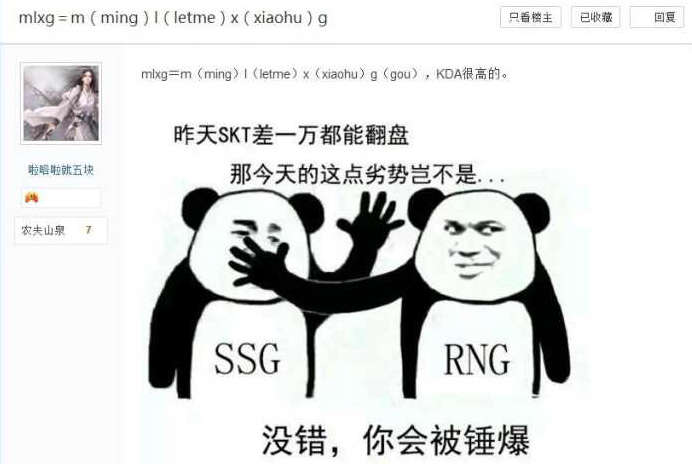 mlxg＝m（ming）l（letme）x（xiaohu）g
只看楼主
已收藏
回复
mlxg＝m（ming）l（letme）x（xiaohu）g（gou），KDA很高的。
啦啦啦就五块
农夫山泉 7
昨天SKT差一万都能翻盘
那今天的这点劣势岂不是...
SSG
RNG
没错，你会被锤爆